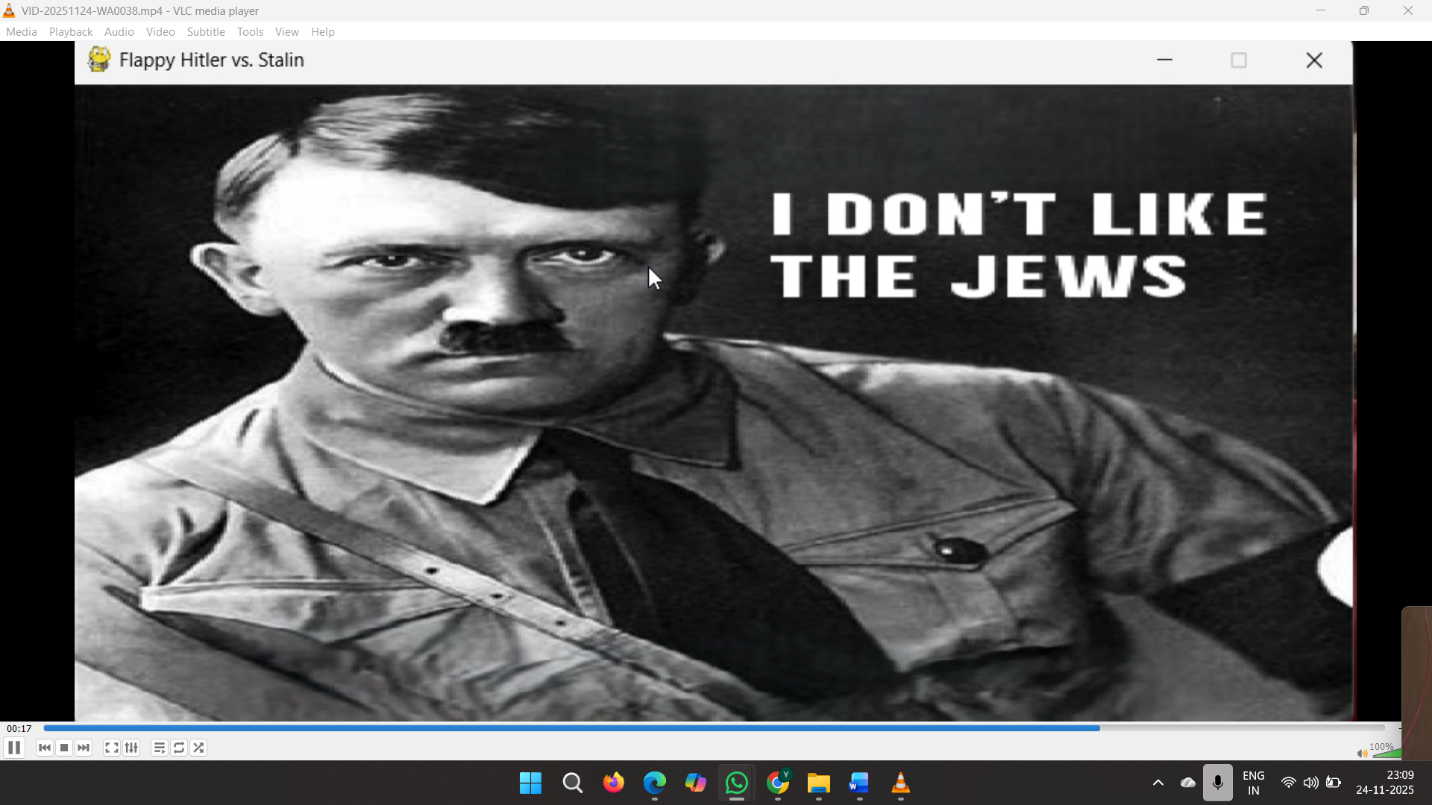 VID-20251124-WA0038.mp4 - VLC media player
Media Playback Audio Video Subtitle Tools View Help
Flappy Hitler vs. Stalin
I DON'T LIKE
THE JEWS
00:17
100%
ENG
IN
23:09
24-11-2025